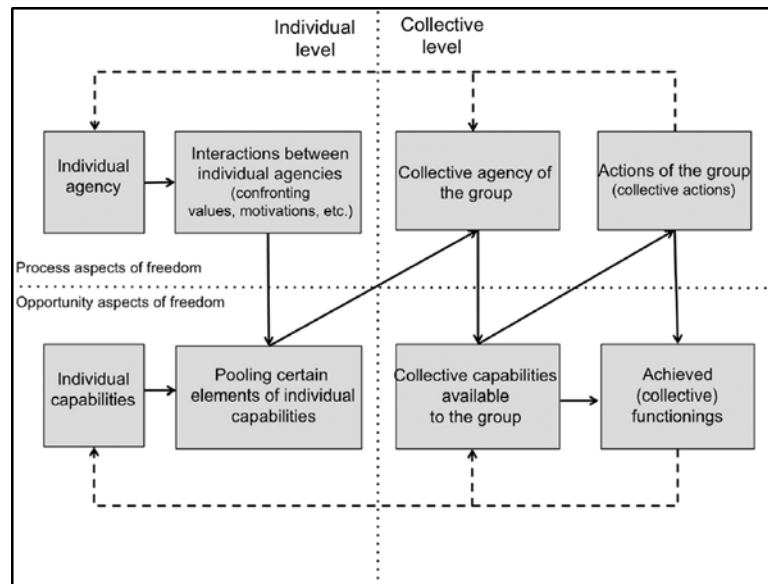 Individual
level
Collective
level
Individual
agency
Interactions between
individual agencies
(confronting
values, motivations, etc.)
Collective agency of
the group
Actions of the group
(collective actions)
Process aspects of freedom
Opportunity aspects of freedom
Individual
capabilities
Pooling certain
elements of individual
capabilities
Collective capabilities
available
to the group
Achieved
(collective)
functionings